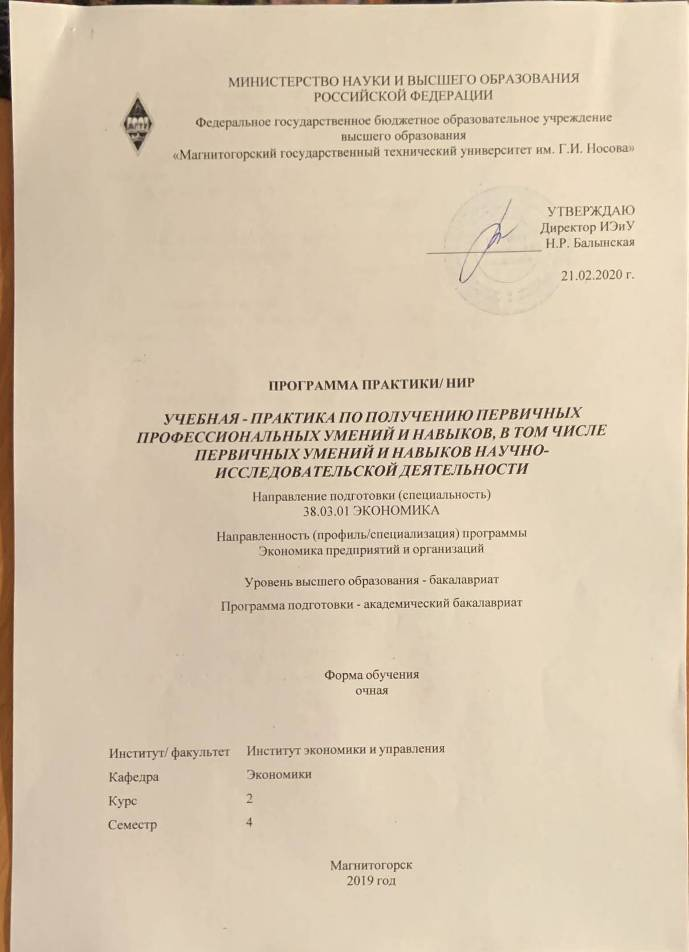 МИНИСТЕРСТВО НАУКИ И ВЫСШЕГО ОБРАЗОВАНИЯ
РОССИЙСКОЙ ФЕДЕРАЦИИ
Федеральное государственное бюджетное образовательное учреждение
высшего образования
«Магнитогорский государственный технический университет им. Г.И. Носова»
УТВЕРЖДАЮ
Директор ИЭиУ
Н.Р. Балынская
21.02.2020 г.
ПРОГРАММА ПРАКТИКИ/ НИР
УЧЕБНАЯ - ПРАКТИКА ПО ПОЛУЧЕНИЮ ПЕРВИЧНЫХ
ПРОФЕССИОНАЛЬНЫХ УМЕНИЙ И НАВЫКОВ, В ТОМ ЧИСЛЕ
ПЕРВИЧНЫХ УМЕНИЙ И НАВЫКОВ НАУЧНО-
ИССЛЕДОВАТЕЛЬСКОЙ ДЕЯТЕЛЬНОСТИ
Направление подготовки (специальность)
38.03.01 ЭКОНОМИКА
Направленность (профиль/специализация) программы
Экономика предприятий и организаций
Уровень высшего образования - бакалавриат
Программа подготовки - академический бакалавриат
Форма обучения
очная
Институт/ факультет Институт экономики и управления
Кафедра Экономики
Курс 2
Семестр 4
Магнитогорск
2019 год